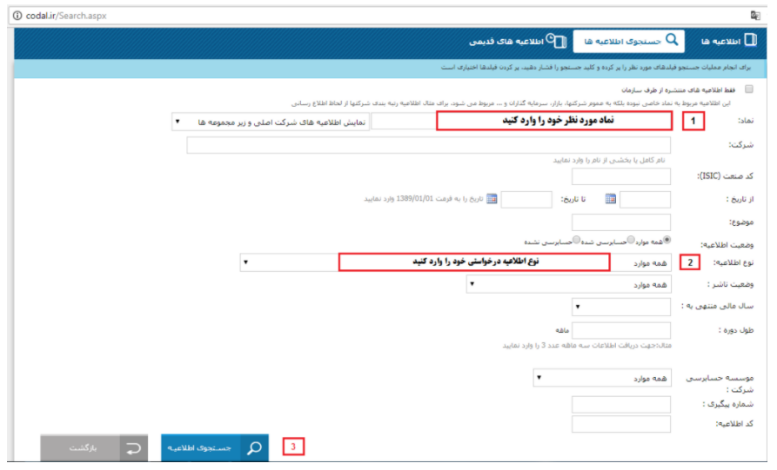 codal.ir/Search.aspx
اطلاعیه ها
جستجوی اطلاعیه ها
اطلاعیه های قدیمی
برای انجام عملیات جستجو فیلدهای مورد نظر را پر کرده و کلید جستجو را فشار دهید، پر کردن فیلدها اختیاری است
فقط اطلاعیه های منتشره از طرف سازمان
این اطلاعیه مربوط به نماد خاصی نبوده بلکه به عموم شرکتها، بازار، سرمایه گذاران و ... مربوط می شود. برای مثال اطلاعیه رتبه بندی شرکتها از لحاظ اطلاع رسانی
نماد: 1 نماد مورد نظر خود را وارد کنید نمایش اطلاعیه های شرکت اصلی و زیر مجموعه ها
شرکت:
نام کامل یا بخشی از نام را وارد نمایید
کد صنعت (ISIC):
از تاریخ : تا تاریخ: تاریخ را به فرمت 1389/01/01 وارد نمایید
موضوع:
وضعیت اطلاعیه: همه موارد حسابرسی شده حسابرسی نشده
نوع اطلاعیه: 2 همه موارد نوع اطلاعیه درخواستی خود را وارد کنید
وضعیت ناشر : همه موارد
سال مالی منتهی به :
طول دوره : ماهه
مثال:جهت دریافت اطلاعات سه ماهه عدد 3 را وارد نمایید
موسسه حسابرسی شرکت : همه موارد
شماره پیگیری :
کد اطلاعیه:
3 جستجوی اطلاعیه بازگشت